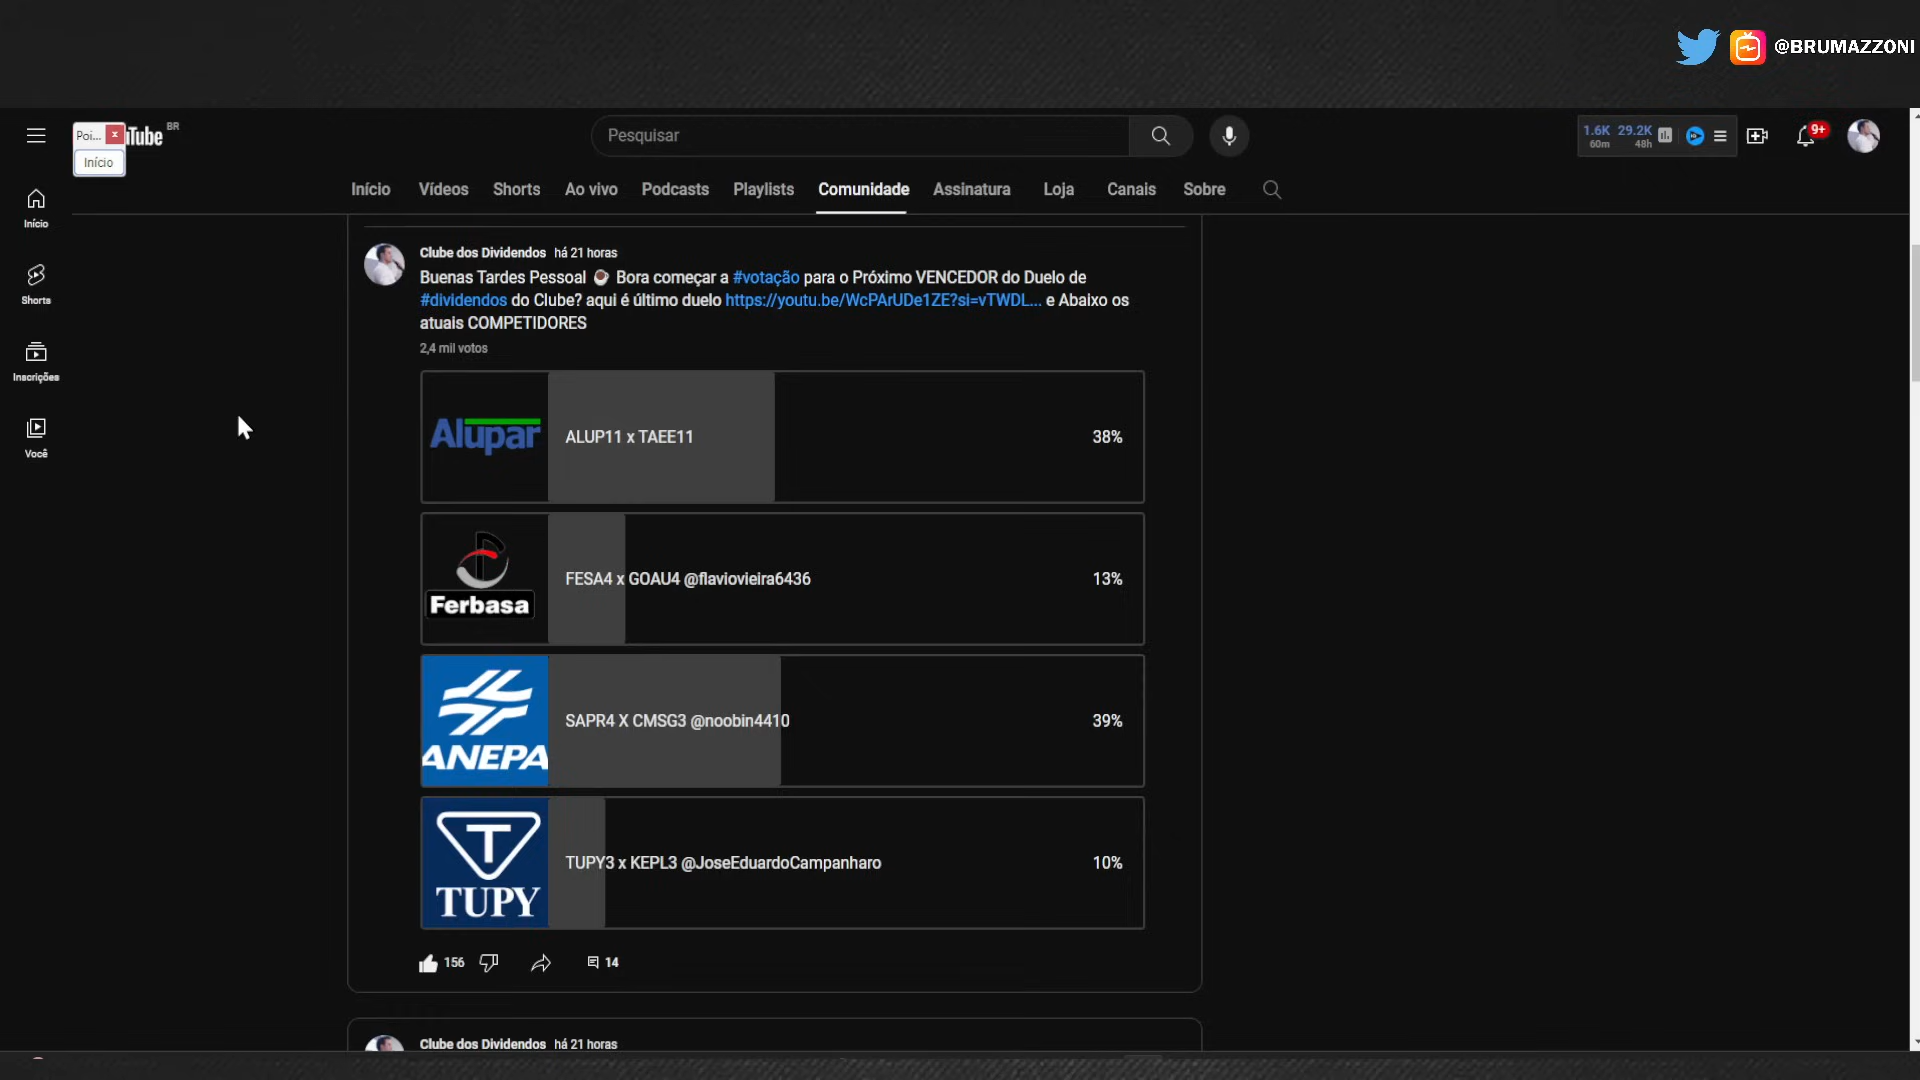 @BRUMAZZONI
Poi... x
Tube BR
Início
Pesquisar
1.6K 29.2K
60m 48h
9+
Início Vídeos Shorts Ao vivo Podcasts Playlists Comunidade Assinatura Loja Canais Sobre
Início
Shorts
Inscrições
Você
Clube dos Dividendos há 21 horas
Buenas Tardes Pessoal ☕ Bora começar a #votação para o Próximo VENCEDOR do Duelo de
#dividendos do Clube? aqui é último duelo https://youtu.be/WcPArUDe1ZE?si=vTWDL... e Abaixo os
atuais COMPETIDORES
2,4 mil votos
Alupar
ALUP11 x TAEE11 38%
Ferbasa
FESA4 x GOAU4 @flaviovieira6436 13%
ANEPA
SAPR4 X CMSG3 @noobin4410 39%
T
TUPY
TUPY3 x KEPL3 @JoseEduardoCampanharo 10%
156 14
Clube dos Dividendos há 21 horas